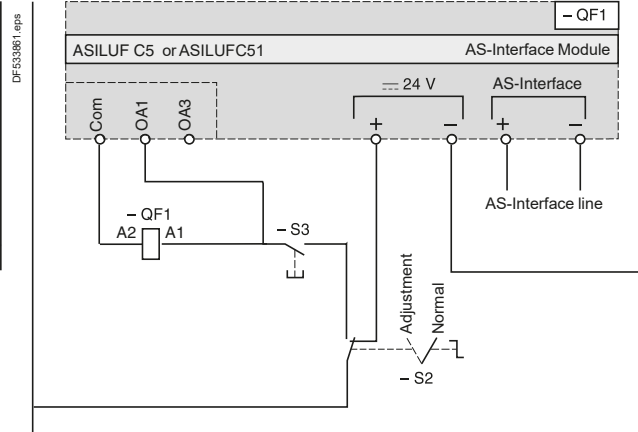 DF533861.eps
– QF1
ASILUF C5 or ASILUFC51 AS-Interface Module
24 V AS-Interface
Com OA1 OA3
+ – + –
AS-Interface line
– QF1
A2 A1
– S3
Adjustment
Normal
– S2